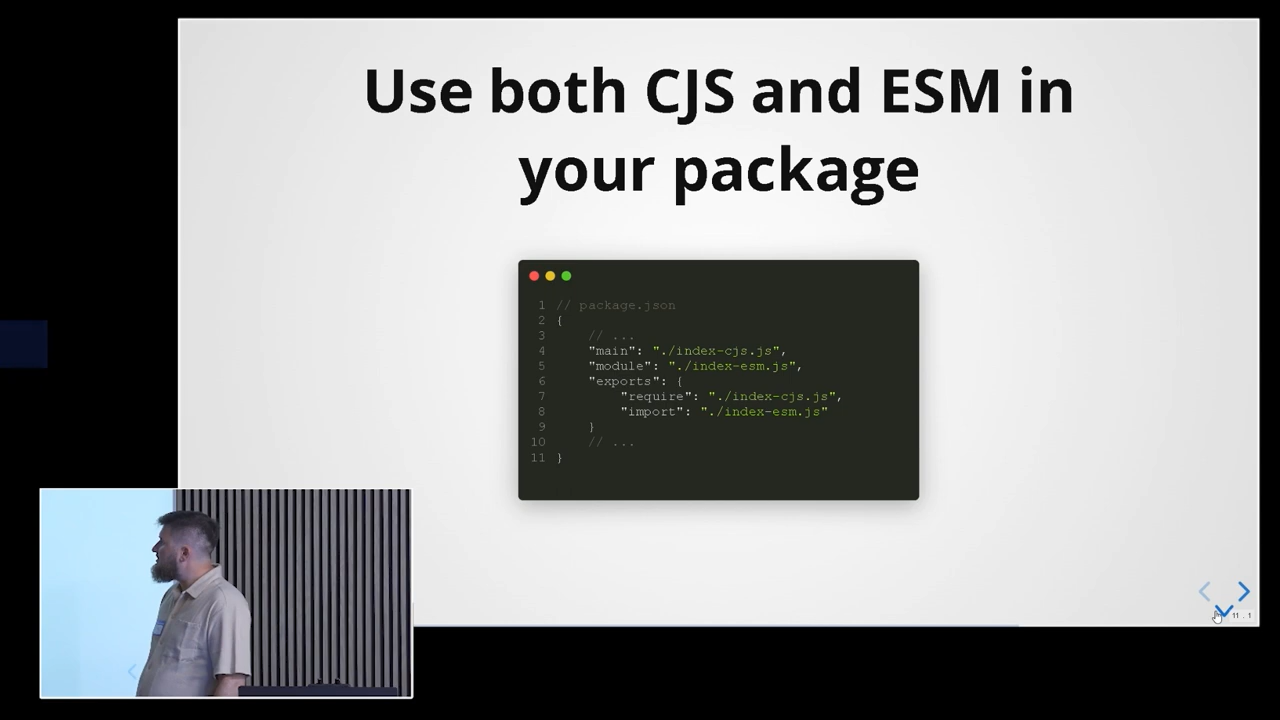 Use both CJS and ESM in
your package
1 // package.json
2 {
3 // ...
4 "main": "./index-cjs.js",
5 "module": "./index-esm.js",
6 "exports": {
7 "require": "./index-cjs.js",
8 "import": "./index-esm.js"
9 }
10 // ...
11 }
11 . 1